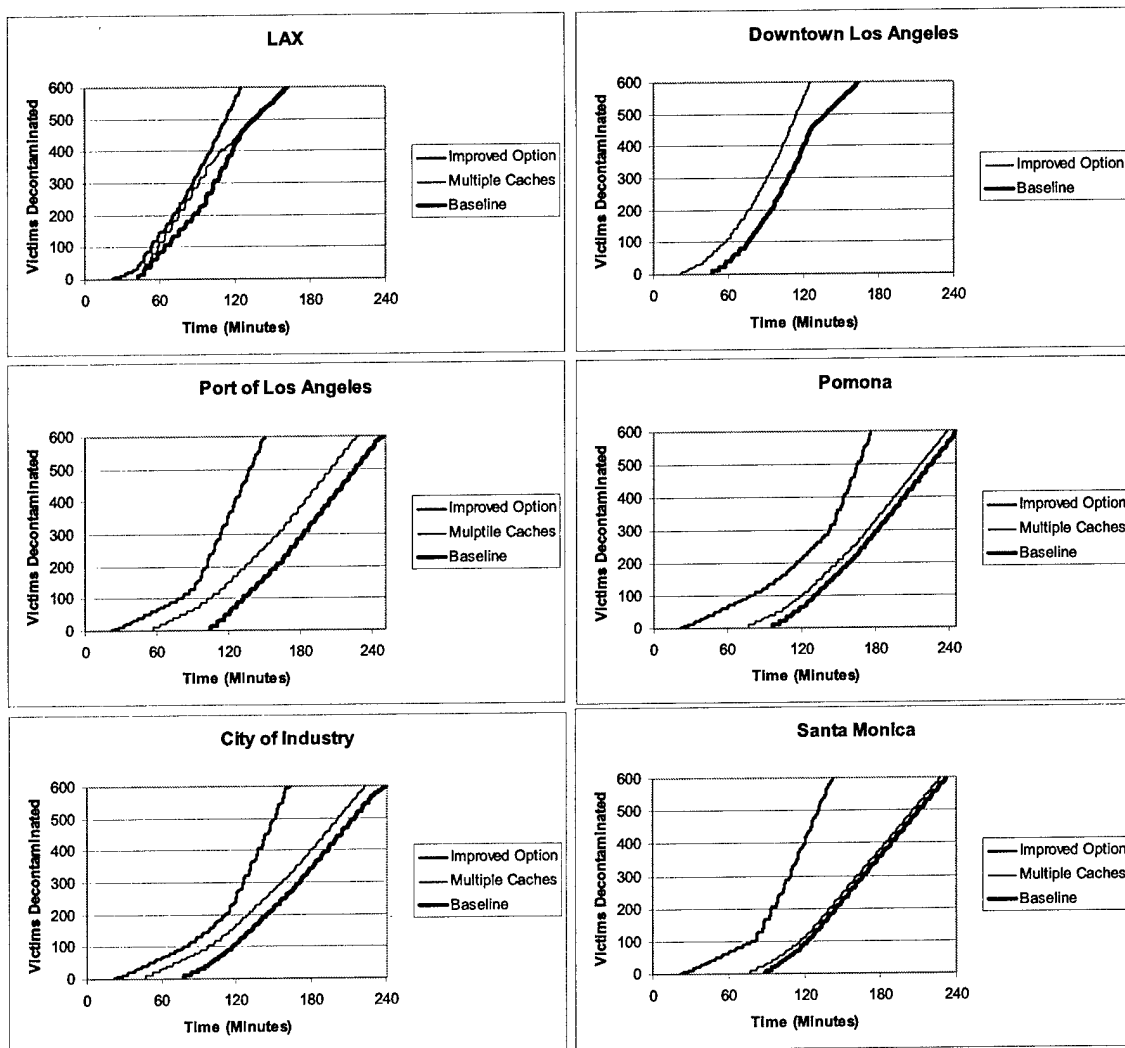 LAX
Victims Decontaminated
600
500
400
300
200
100
0
0 60 120 180 240
Time (Minutes)
Improved Option
Multiple Caches
Baseline
Downtown Los Angeles
Victims Decontaminated
600
500
400
300
200
100
0
0 60 120 180 240
Time (Minutes)
Improved Option
Baseline
Port of Los Angeles
Victims Decontaminated
600
500
400
300
200
100
0
0 60 120 180 240
Time (Minutes)
Improved Option
Mulptile Caches
Baseline
Pomona
Victims Decontaminated
600
500
400
300
200
100
0
0 60 120 180 240
Time (Minutes)
Improved Option
Multiple Caches
Baseline
City of Industry
Victims Decontaminated
600
500
400
300
200
100
0
0 60 120 180 240
Time (Minutes)
Improved Option
Multiple Caches
Baseline
Santa Monica
Victims Decontaminated
600
500
400
300
200
100
0
0 60 120 180 240
Time (Minutes)
Improved Option
Multiple Caches
Baseline